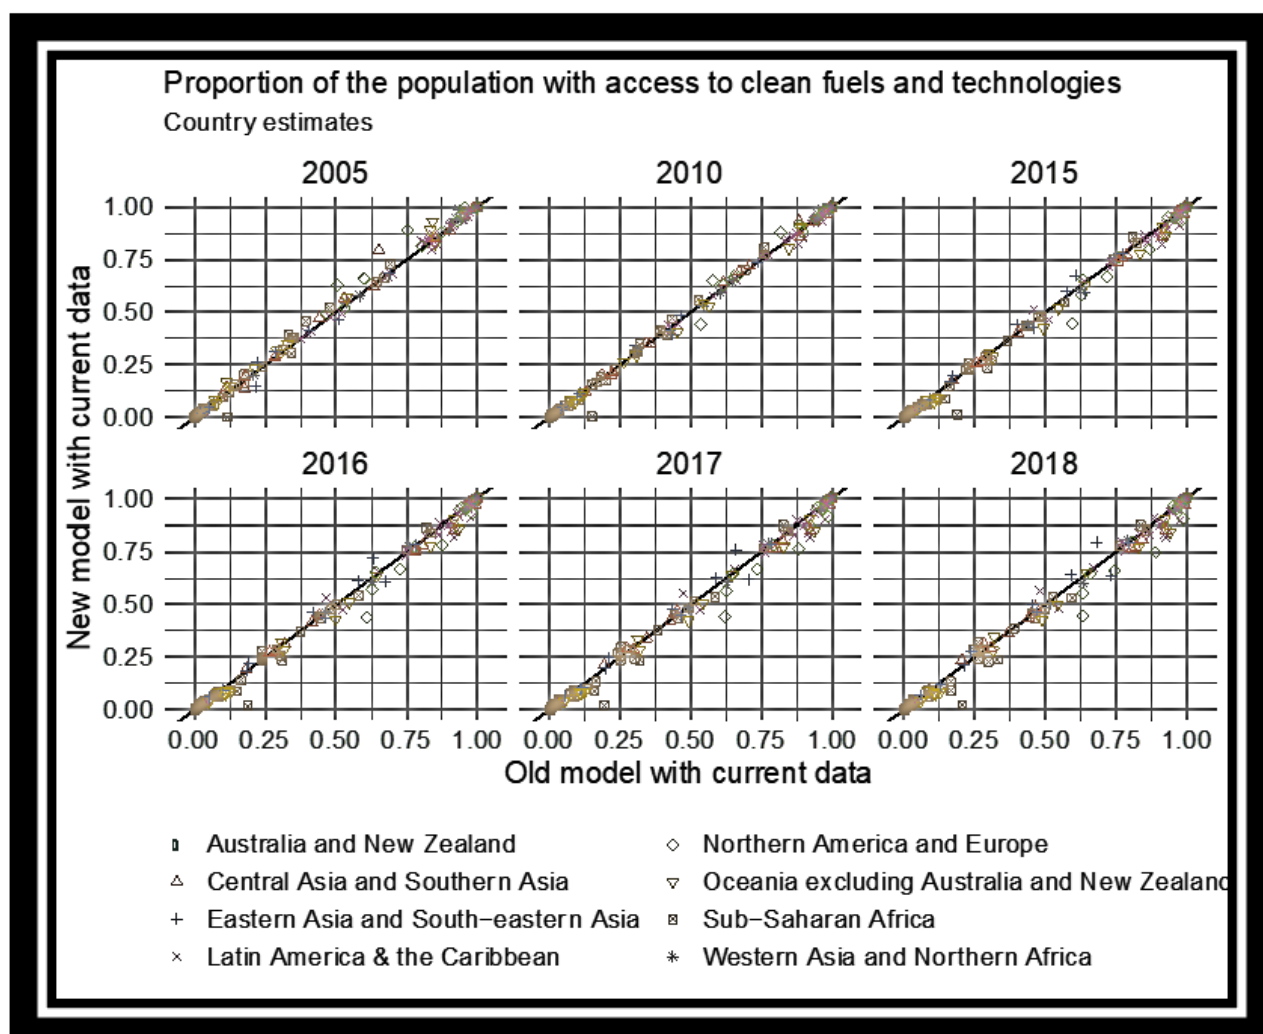 Proportion of the population with access to clean fuels and technologies
Country estimates
2005 2010 2015
1.00
0.75
0.50
0.25
0.00
New model with current data
2016 2017 2018
1.00
0.75
0.50
0.25
0.00
0.00 0.25 0.50 0.75 1.00 0.00 0.25 0.50 0.75 1.00 0.00 0.25 0.50 0.75 1.00
Old model with current data
Australia and New Zealand
Central Asia and Southern Asia
Eastern Asia and South−eastern Asia
Latin America & the Caribbean
Northern America and Europe
Oceania excluding Australia and New Zealand
Sub−Saharan Africa
Western Asia and Northern Africa